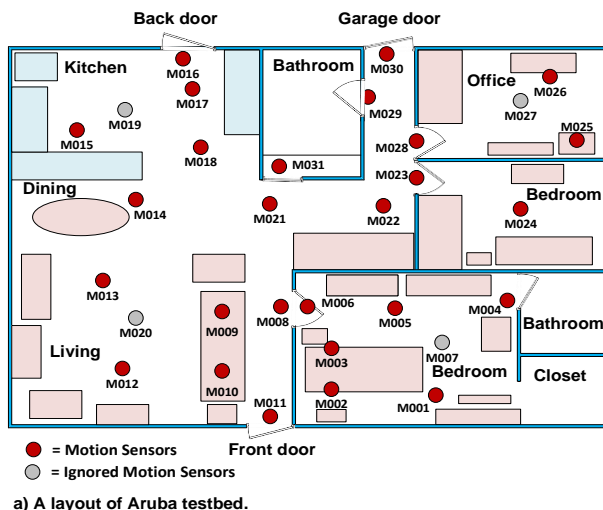 Back door
Garage door
Kitchen
M016
M017
M019
M015
M018
Bathroom
M030
M029
Office
M026
M027
M025
M028
M023
M031
Dining
M014
M021
M022
Bedroom
M024
M013
M020
M009
M008
M006
M005
M004
Bathroom
Living
M012
M010
M003
M007
Bedroom
Closet
M002
M001
M011
Front door
= Motion Sensors
= Ignored Motion Sensors
a) A layout of Aruba testbed.